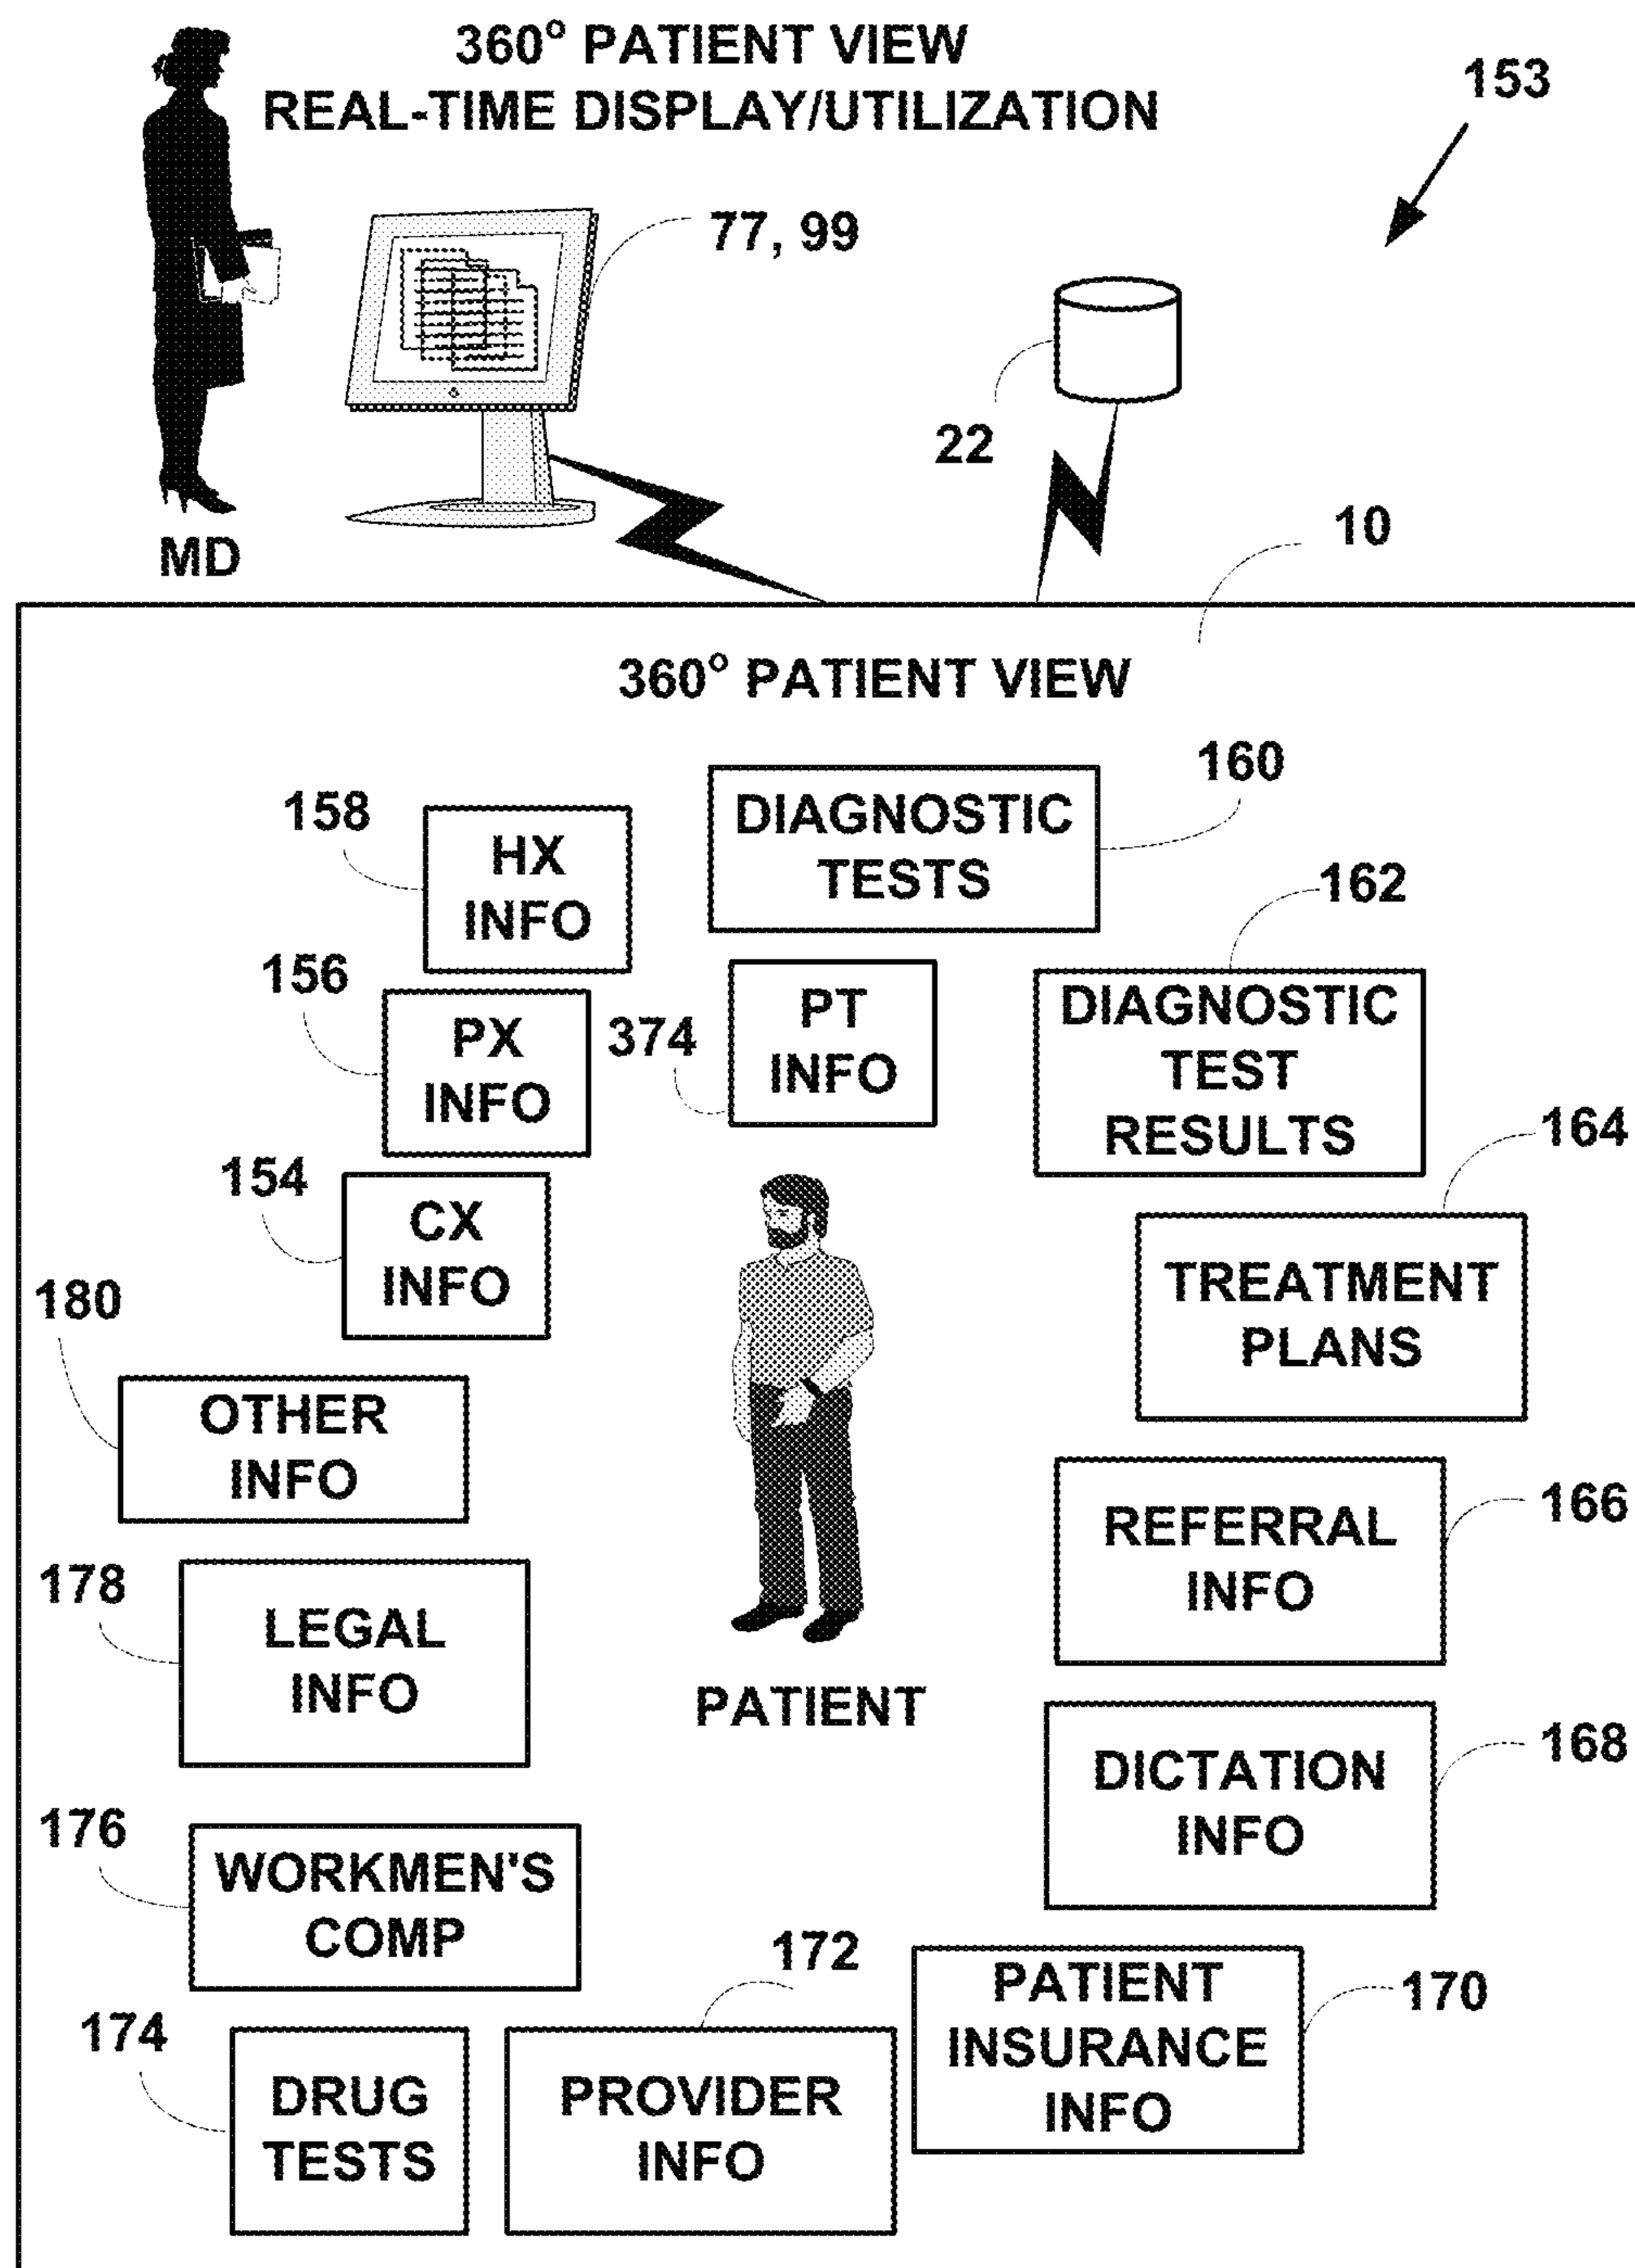 360° PATIENT VIEW
REAL-TIME DISPLAY/UTILIZATION
153
77, 99
22
MD
10
360° PATIENT VIEW
160
158
HX
INFO
DIAGNOSTIC
TESTS
162
156
PX
INFO
374
PT
INFO
DIAGNOSTIC
TEST
RESULTS
164
154
CX
INFO
TREATMENT
PLANS
180
OTHER
INFO
166
REFERRAL
INFO
178
LEGAL
INFO
PATIENT
168
DICTATION
INFO
176
WORKMEN'S
COMP
172
PATIENT
INSURANCE
INFO
170
174
DRUG
TESTS
PROVIDER
INFO